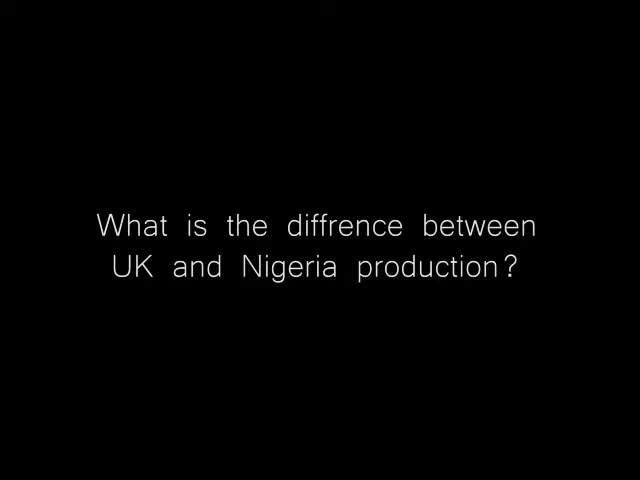 What is the diffrence between
UK and Nigeria production?